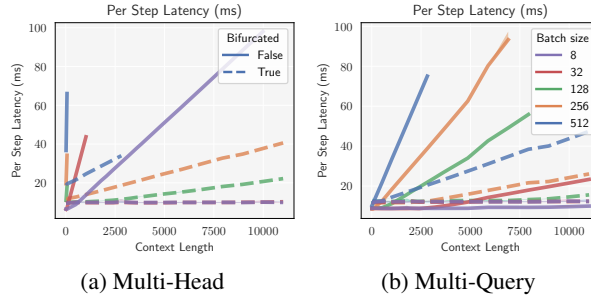 Per Step Latency (ms)
Per Step Latency (ms)
100
80
60
40
20
0
2500
5000
7500
10000
Context Length
Bifurcated
False
True
(a) Multi-Head
Per Step Latency (ms)
Per Step Latency (ms)
100
80
60
40
20
0
2500
5000
7500
10000
Context Length
Batch size
8
32
128
256
512
(b) Multi-Query